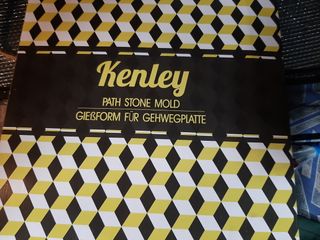 Kenley
PATH STONE MOLD
GIEẞFORM FÜR GEHWEGPLATTE